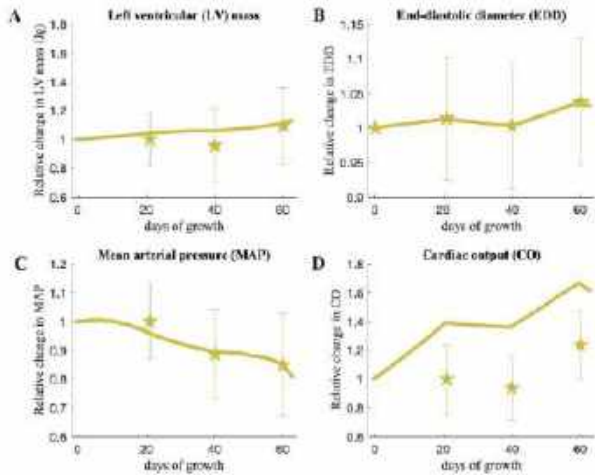 A
Left ventricular (LV) mass
Relative change in LV mass (Jg)
1.8
1.6
1.4
1.2
1
0.8
0.6
0
20
40
60
days of growth
B
End-diastolic diameter (EDD)
Relative change in EDD
1.15
1.1
1.05
1
0.95
0.9
0
20
40
60
days of growth
C
Mean arterial pressure (MAP)
Relative change in MAP
1.2
1.1
1
0.9
0.8
0.7
0.6
0
20
40
60
days of growth
D
Cardiac output (CO)
Relative change in CO
1.8
1.6
1.4
1.2
1
0.8
0.6
0
20
40
60
days of growth